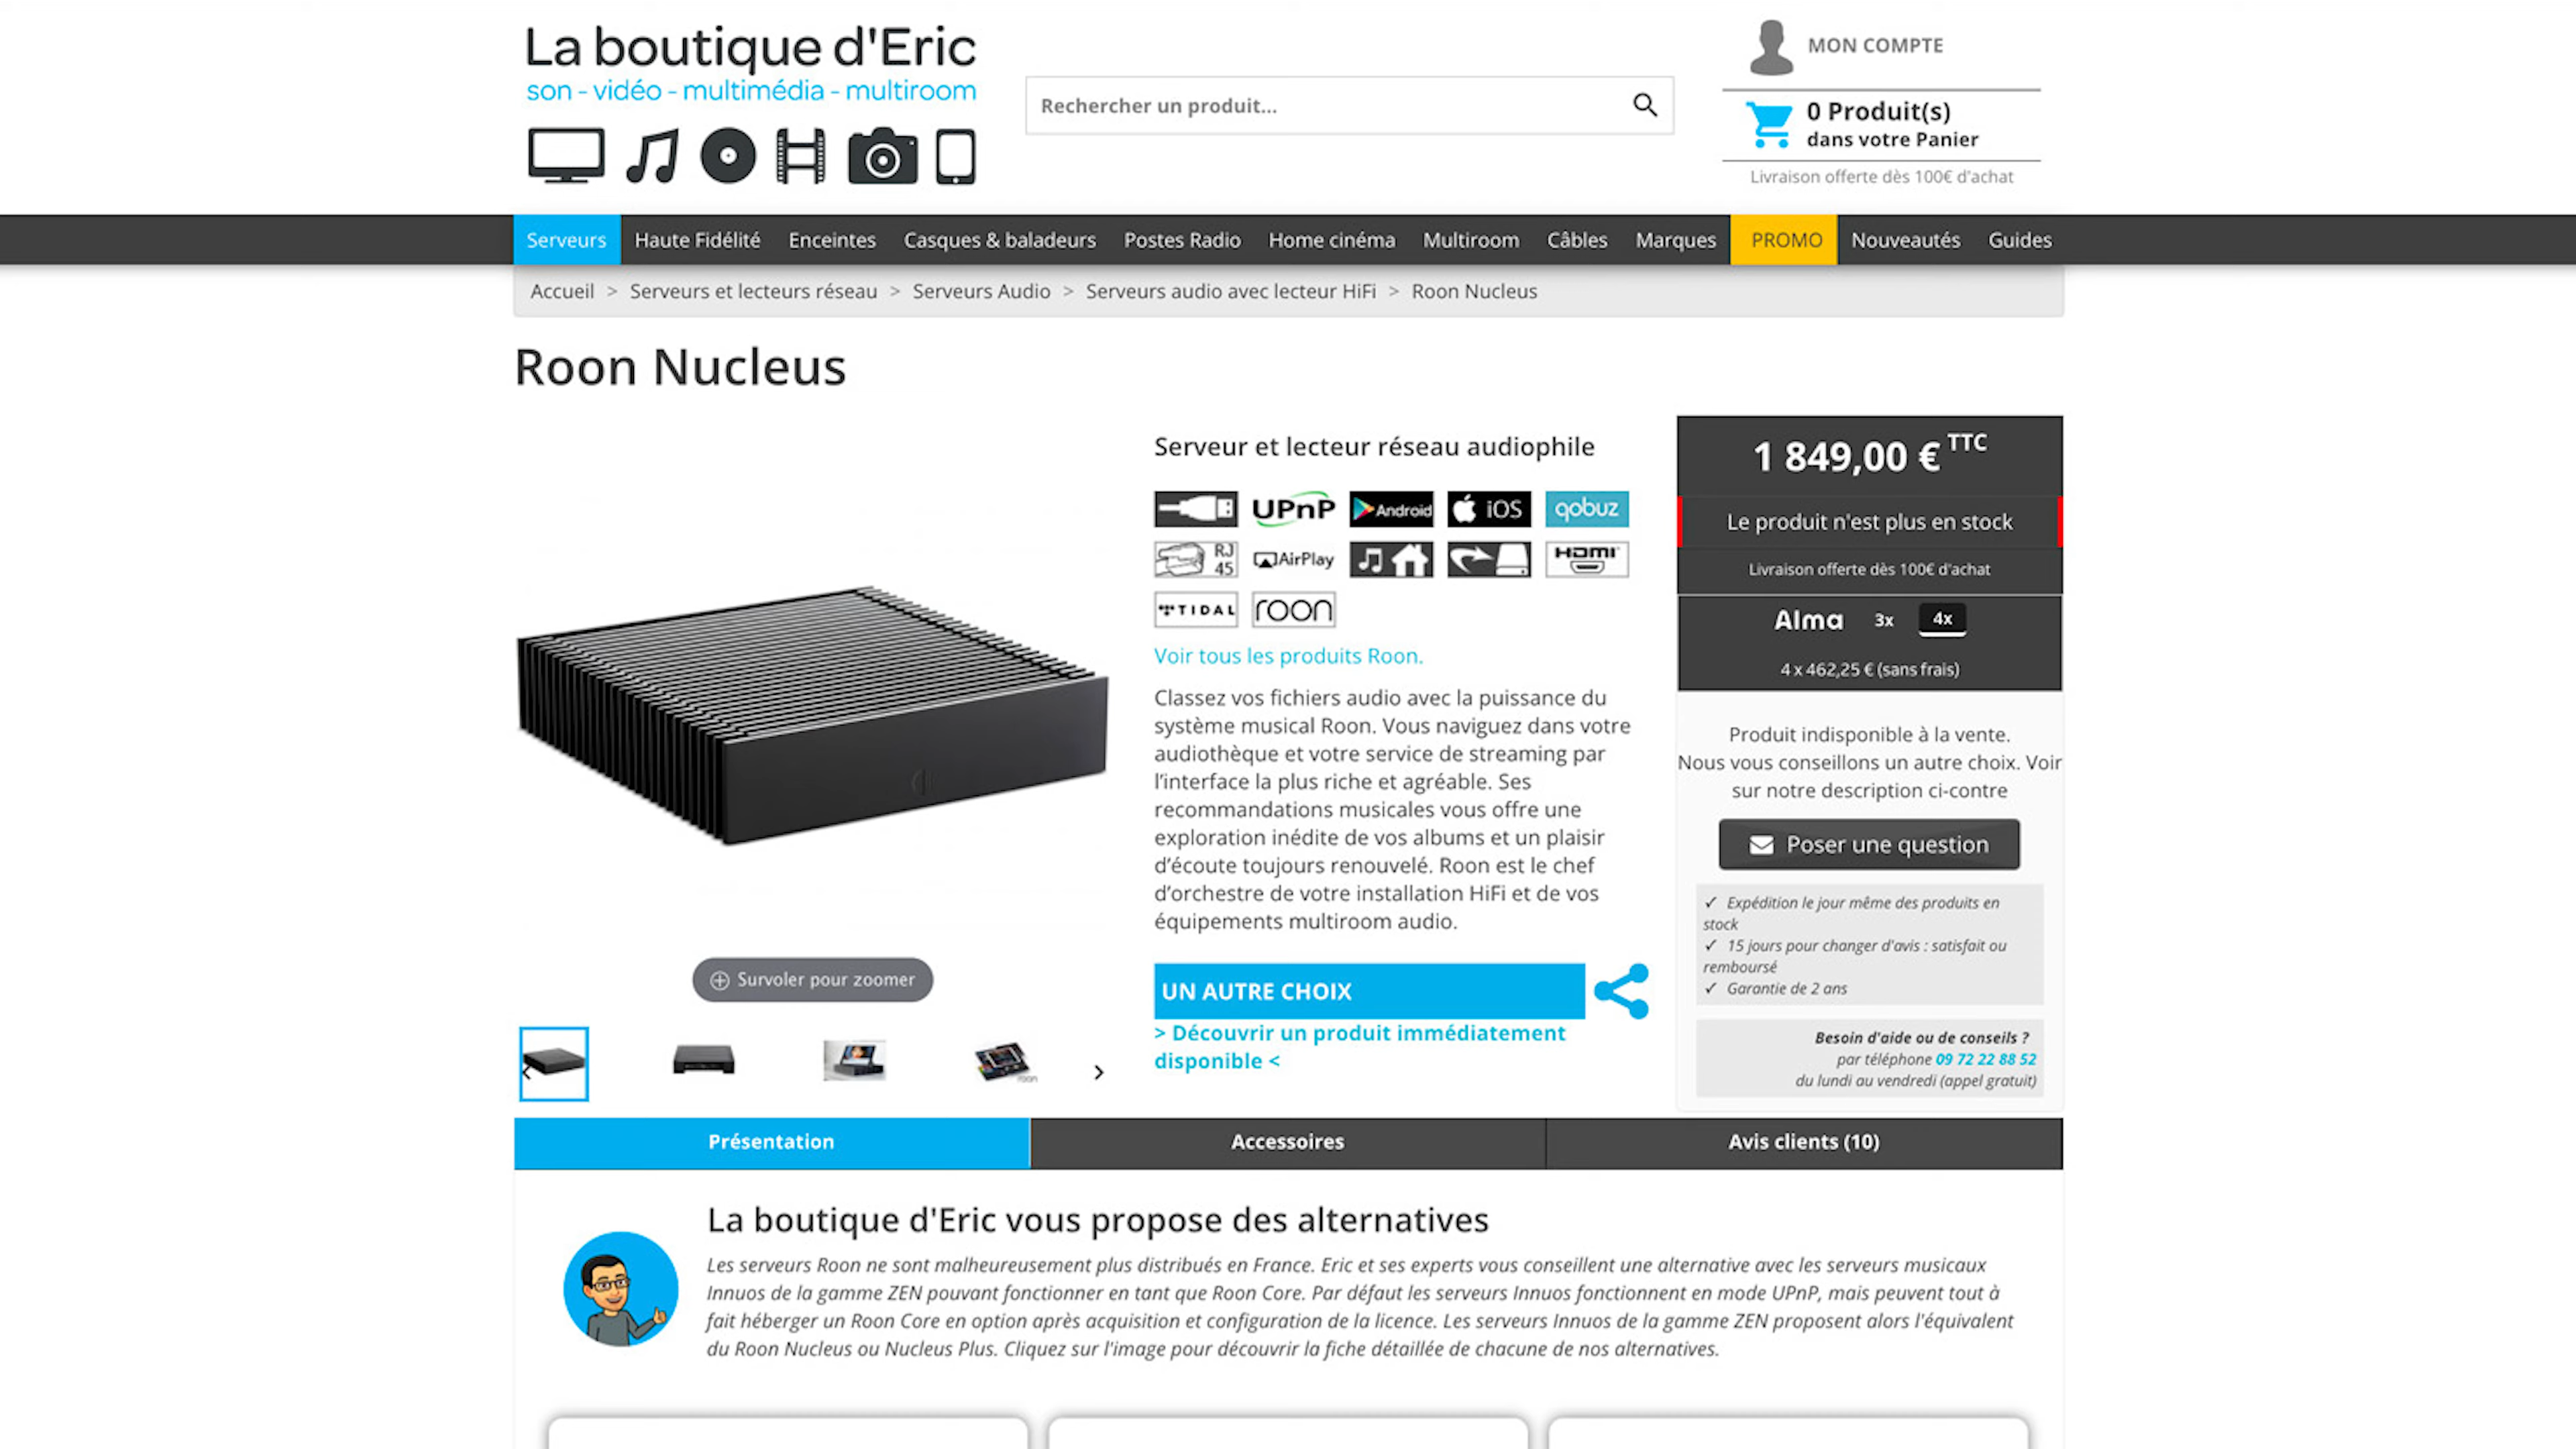 La boutique d'Eric
son - vidéo - multimédia - multiroom
Rechercher un produit...
MON COMPTE
0 Produit(s)
dans votre Panier
Livraison offerte dès 100€ d'achat
Serveurs Haute Fidélité Enceintes Casques & baladeurs Postes Radio Home cinéma Multiroom Câbles Marques PROMO Nouveautés Guides
Accueil > Serveurs et lecteurs réseau > Serveurs Audio > Serveurs audio avec lecteur HiFi > Roon Nucleus
Roon Nucleus
Survoler pour zoomer
roon
Serveur et lecteur réseau audiophile
UPnP Android iOS qobuz
RJ 45 AirPlay HDMI
TIDAL roon
Voir tous les produits Roon.
Classez vos fichiers audio avec la puissance du
système musical Roon. Vous naviguez dans votre
audiothèque et votre service de streaming par
l'interface la plus riche et agréable. Ses
recommandations musicales vous offre une
exploration inédite de vos albums et un plaisir
d'écoute toujours renouvelé. Roon est le chef
d'orchestre de votre installation HiFi et de vos
équipements multiroom audio.
UN AUTRE CHOIX
> Découvrir un produit immédiatement
disponible <
1 849,00 € TTC
Le produit n'est plus en stock
Livraison offerte dès 100€ d'achat
Alma 3x 4x
4 x 462,25 € (sans frais)
Produit indisponible à la vente.
Nous vous conseillons un autre choix. Voir
sur notre description ci-contre
Poser une question
✓ Expédition le jour même des produits en
stock
✓ 15 jours pour changer d'avis : satisfait ou
remboursé
✓ Garantie de 2 ans
Besoin d'aide ou de conseils ?
par téléphone 09 72 22 88 52
du lundi au vendredi (appel gratuit)
Présentation Accessoires Avis clients (10)
La boutique d'Eric vous propose des alternatives
Les serveurs Roon ne sont malheureusement plus distribués en France. Eric et ses experts vous conseillent une alternative avec les serveurs musicaux
Innuos de la gamme ZEN pouvant fonctionner en tant que Roon Core. Par défaut les serveurs Innuos fonctionnent en mode UPnP, mais peuvent tout à
fait héberger un Roon Core en option après acquisition et configuration de la licence. Les serveurs Innuos de la gamme ZEN proposent alors l'équivalent
du Roon Nucleus ou Nucleus Plus. Cliquez sur l'image pour découvrir la fiche détaillée de chacune de nos alternatives.